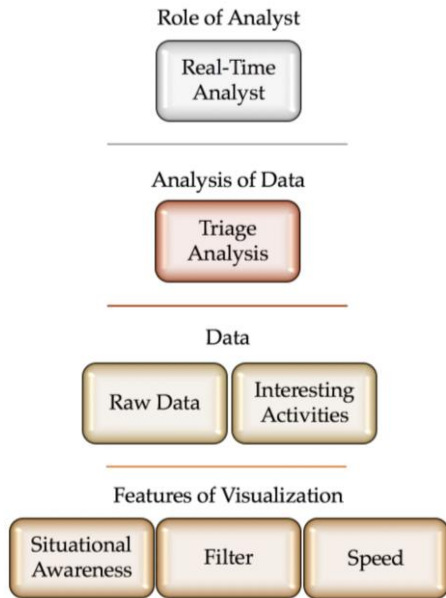 Role of Analyst
Real-Time
Analyst
Analysis of Data
Triage
Analysis
Data
Raw Data
Interesting
Activities
Features of Visualization
Situational
Awareness
Filter
Speed